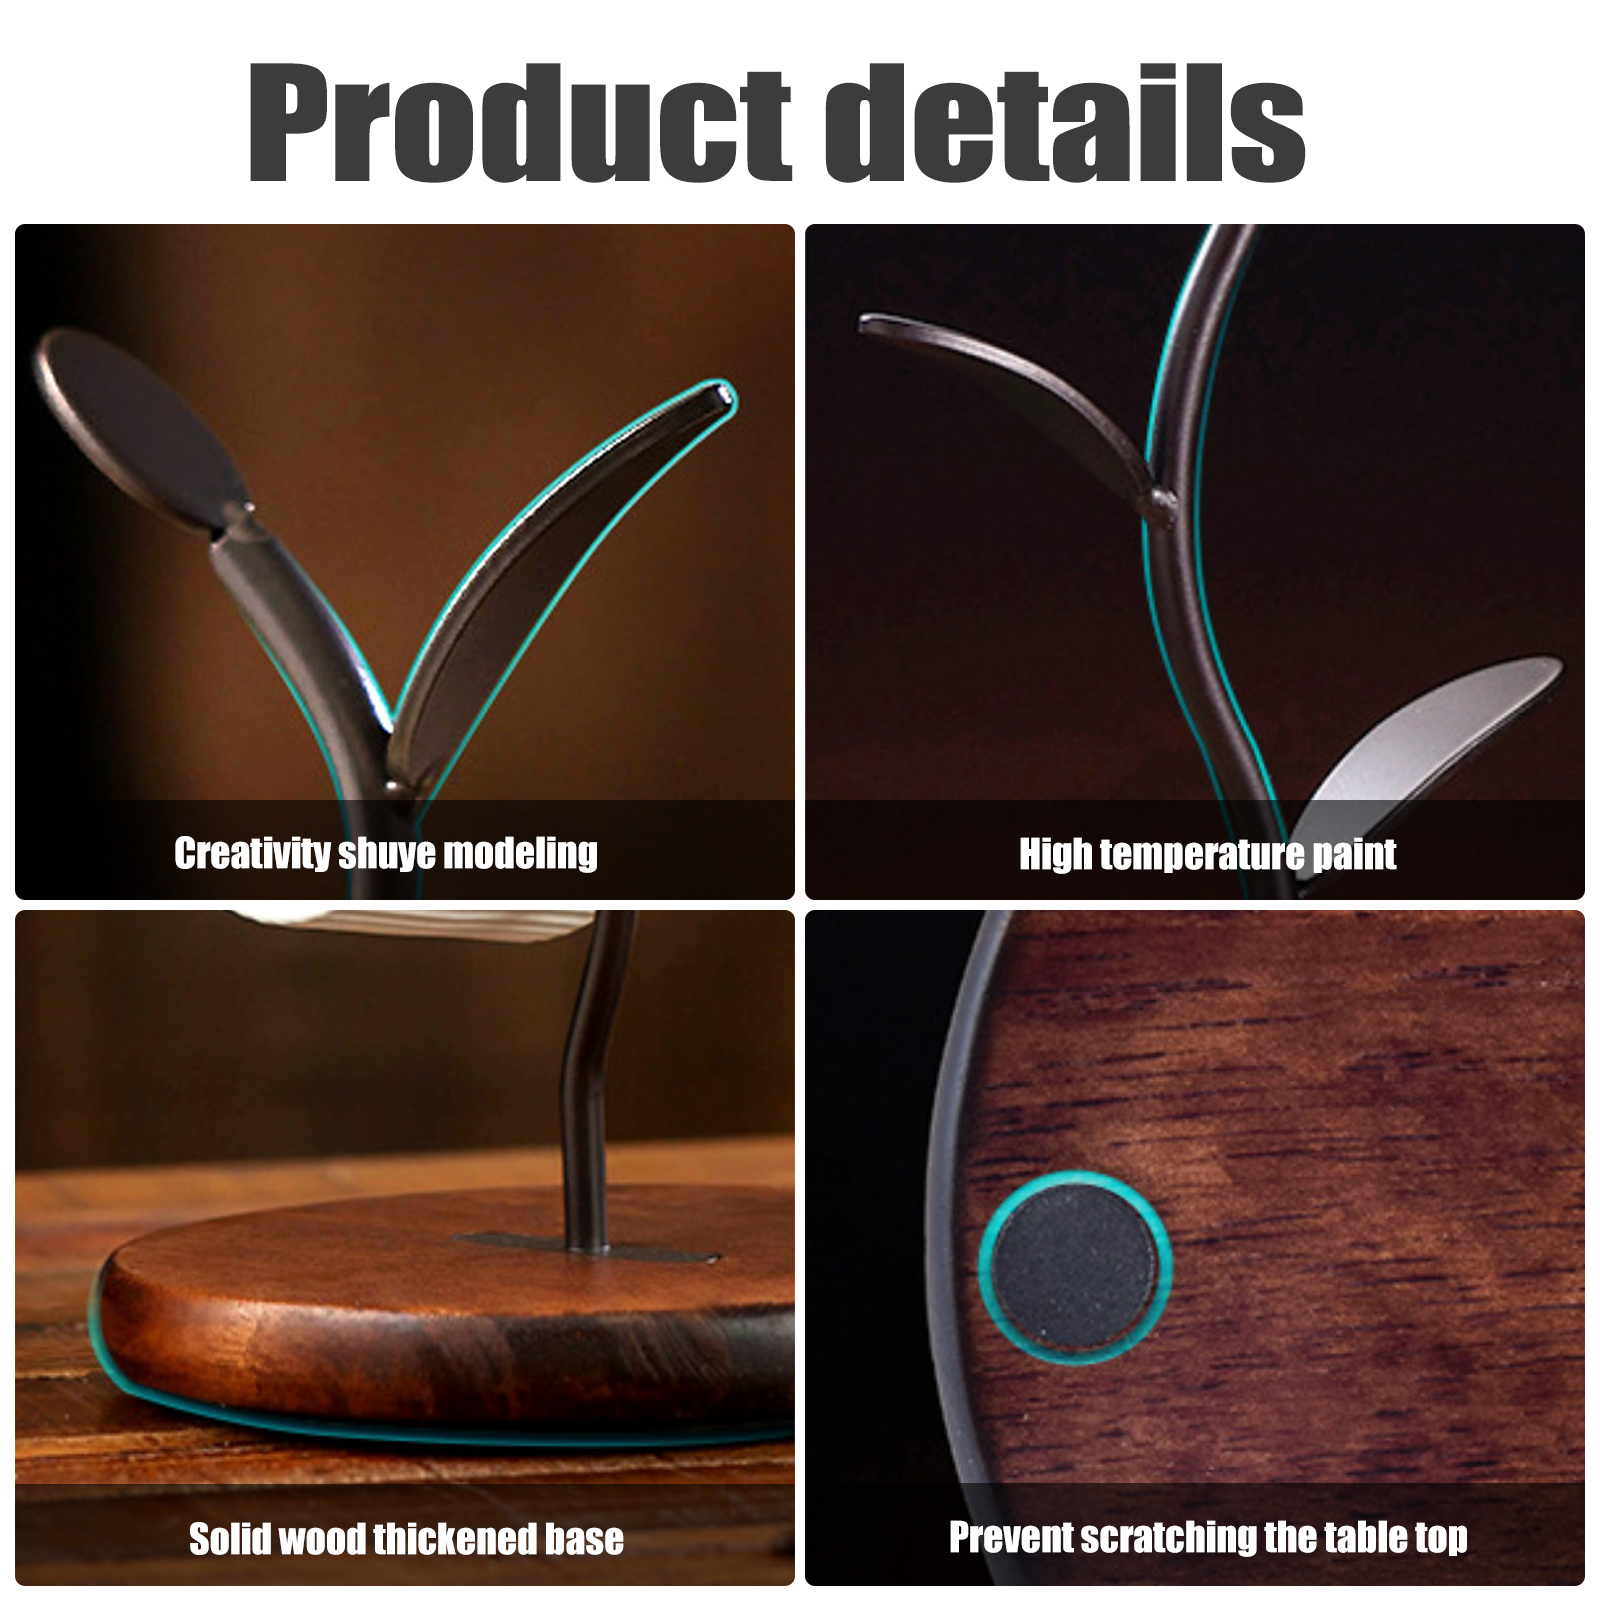 Product details
Creativity shuye modeling
High temperature paint
Solid wood thickened base
Prevent scratching the table top